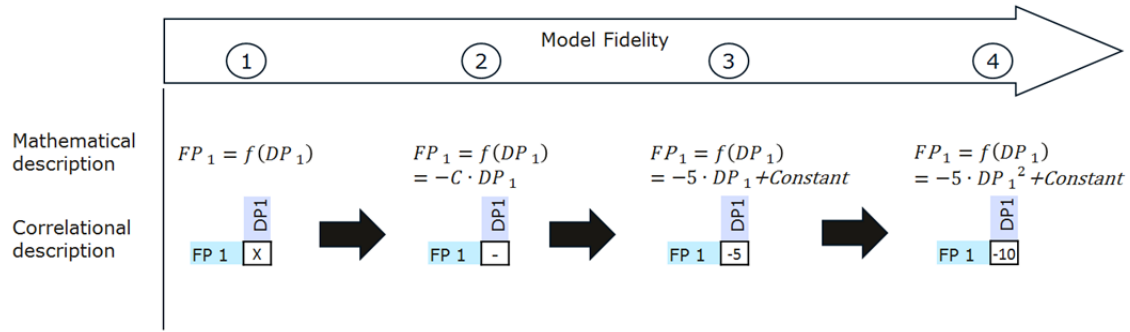 Model Fidelity
1 2 3 4
Mathematical
description
FP 1 = f(DP 1)
FP 1 = f(DP 1)
= −C · DP 1
FP 1 = f(DP 1)
= −5 · DP 1+Constant
FP 1 = f(DP 1)
= −5 · DP 1² +Constant
Correlational
description
DP1
FP 1 X
DP1
FP 1 -
DP1
FP 1 -5
DP1
FP 1 -10